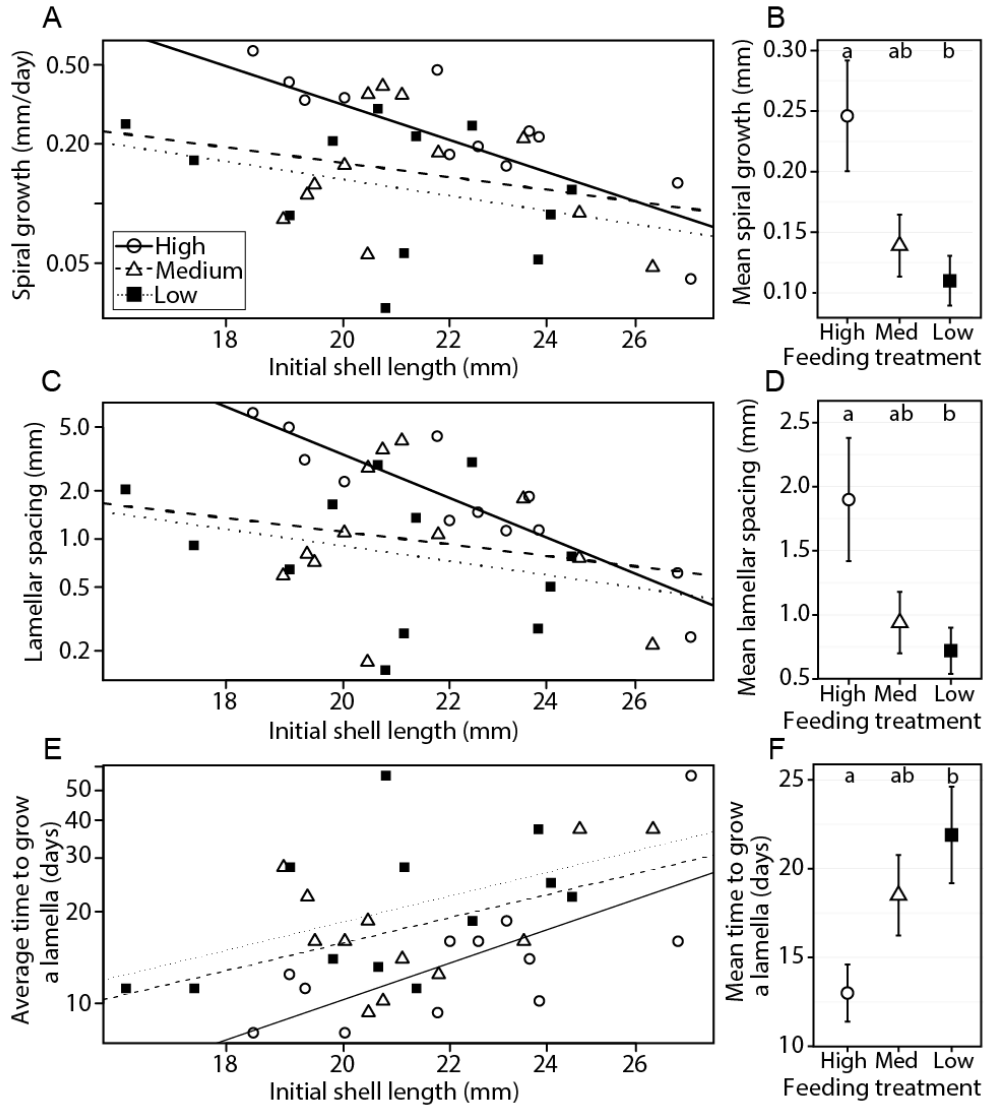 A
Spiral growth (mm/day)
0.50
0.20
0.05
High
Medium
Low
18 20 22 24 26
Initial shell length (mm)
B
Mean spiral growth (mm)
0.30
0.25
0.20
0.15
0.10
a ab b
High Med Low
Feeding treatment
C
Lamellar spacing (mm)
5.0
2.0
1.0
0.5
0.2
18 20 22 24 26
Initial shell length (mm)
D
Mean lamellar spacing (mm)
2.5
2.0
1.5
1.0
0.5
a ab b
High Med Low
Feeding treatment
E
Average time to grow
a lamella (days)
50
40
30
20
10
18 20 22 24 26
Initial shell length (mm)
F
Mean time to grow
a lamella (days)
25
20
15
10
a ab b
High Med Low
Feeding treatment